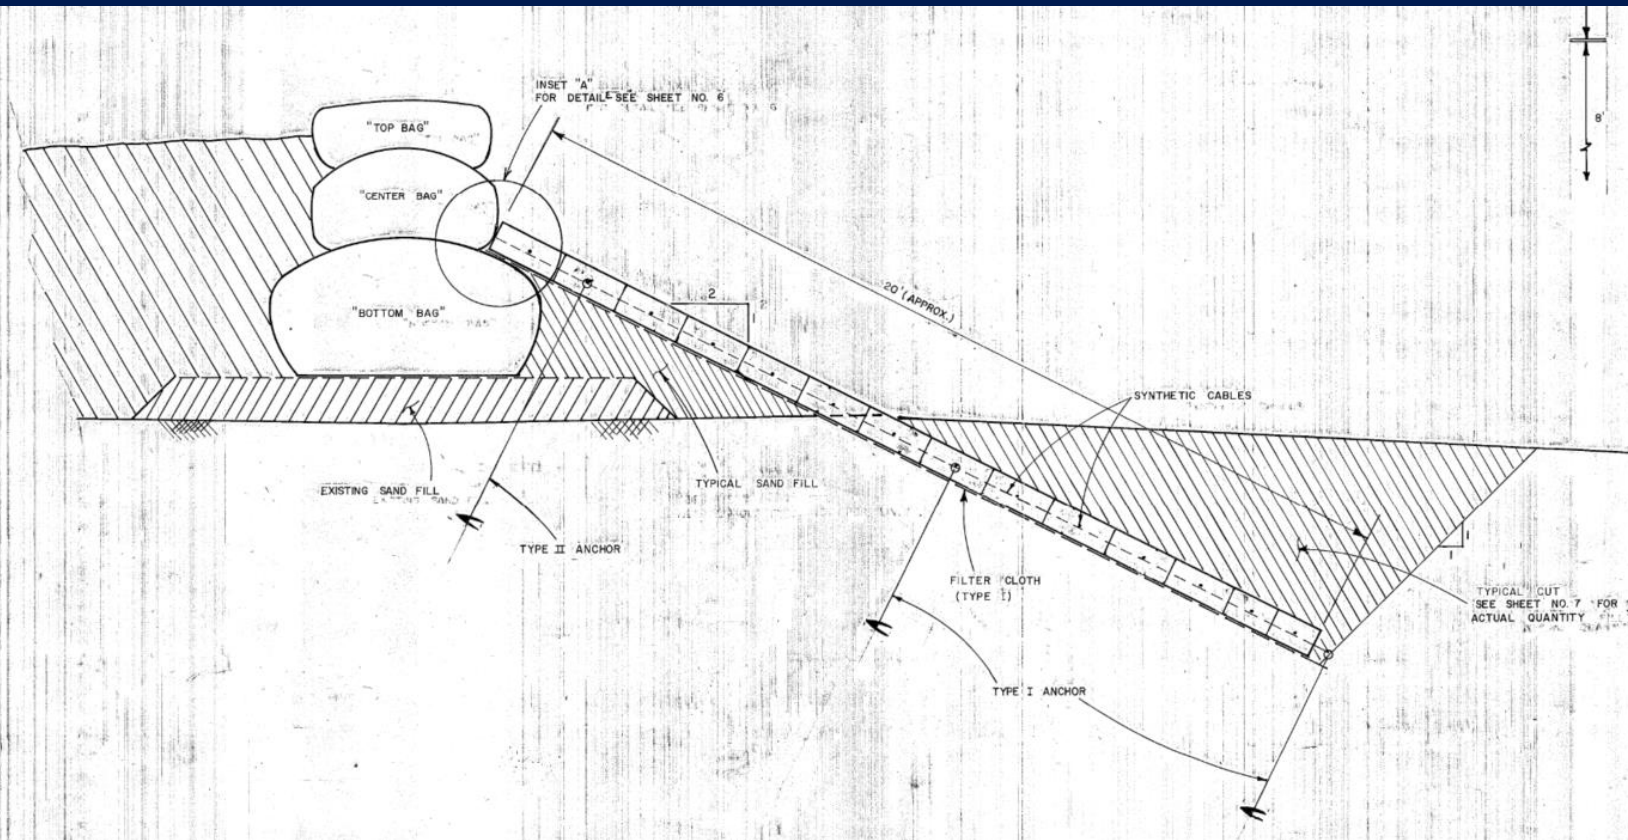 INSET "A"
FOR DETAIL SEE SHEET NO. 6
8'
"TOP BAG"
"CENTER BAG"
"BOTTOM BAG"
2
1
20' (APPROX.)
SYNTHETIC CABLES
EXISTING SAND FILL
TYPICAL SAND FILL
TYPE II ANCHOR
FILTER CLOTH
(TYPE I)
1
1
TYPICAL CUT
SEE SHEET NO. 7 FOR
ACTUAL QUANTITY
TYPE I ANCHOR